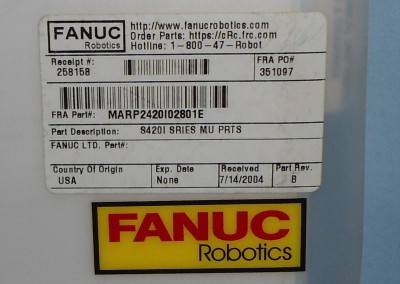 FANUC
Robotics
http://www.fanucrobotics.com
Order Parts: https://cRc.frc.com
Hotline: 1-800-47-Robot
Receipt #:
258158
FRA PO#
351097
FRA Part#: MARP2420I02801E
Part Description: S420I SRIES MU PRTS
FANUC LTD. Part#:
Country Of Origin
USA
Exp. Date
None
Received
7/14/2004
Part Rev.
B
FANUC
Robotics